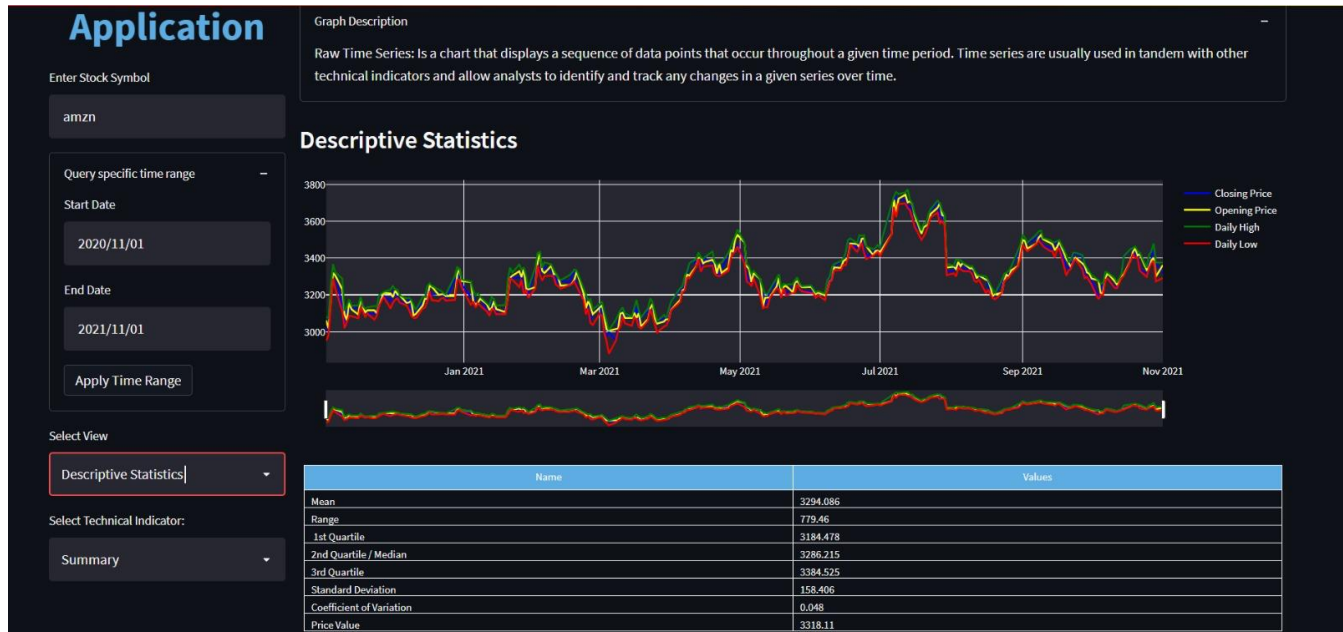 Application
Enter Stock Symbol
amzn
Query specific time range
Start Date
2020/11/01
End Date
2021/11/01
Apply Time Range
Select View
Descriptive Statistics
Select Technical Indicator:
Summary
Graph Description
Raw Time Series: Is a chart that displays a sequence of data points that occur throughout a given time period. Time series are usually used in tandem with other
technical indicators and allow analysts to identify and track any changes in a given series over time.
Descriptive Statistics
3800
3600
3400
3200
3000
Jan 2021 Mar 2021 May 2021 Jul 2021 Sep 2021 Nov 2021
Closing Price
Opening Price
Daily High
Daily Low
Name Values
Mean 3294.086
Range 779.46
1st Quartile 3184.478
2nd Quartile / Median 3286.215
3rd Quartile 3384.525
Standard Deviation 158.406
Coefficient of Variation 0.048
Price Value 3318.11